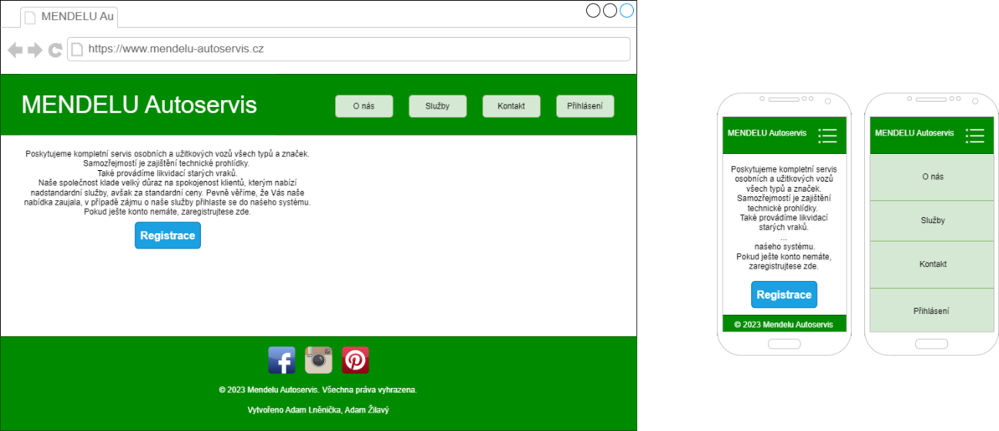 MENDELU Au
https://www.mendelu-autoservis.cz
MENDELU Autoservis
O nás
Služby
Kontakt
Přihlásení
Poskytujeme kompletní servis osobních a užitkových vozů všech typů a značek.
Samozřejmostí je zajištění technické prohlídky.
Také provádíme likvidací starých vraků.
Naše společnost klade velký důraz na spokojenost klientů, kterým nabízí
nadstandardní služby, avšak za standardní ceny. Pevně věříme, že Vás naše
nabídka zaujala, v případě zájmu o naše služby přihlaste se do našeho systému.
Pokud ješte konto nemáte, zaregistrujtese zde.
Registrace
© 2023 Mendelu Autoservis. Všechna práva vyhrazena.
Vytvořeno Adam Lněnička, Adam Žilavý
MENDELU Autoservis
Poskytujeme kompletní servis
osobních a užitkových vozů
všech typů a značek.
Samozřejmostí je zajištění
technické prohlídky.
Také provádíme likvidací
starých vraků.
...
našeho systému.
Pokud ješte konto nemáte,
zaregistrujtese zde.
Registrace
© 2023 Mendelu Autoservis
MENDELU Autoservis
O nás
Služby
Kontakt
Přihlásení